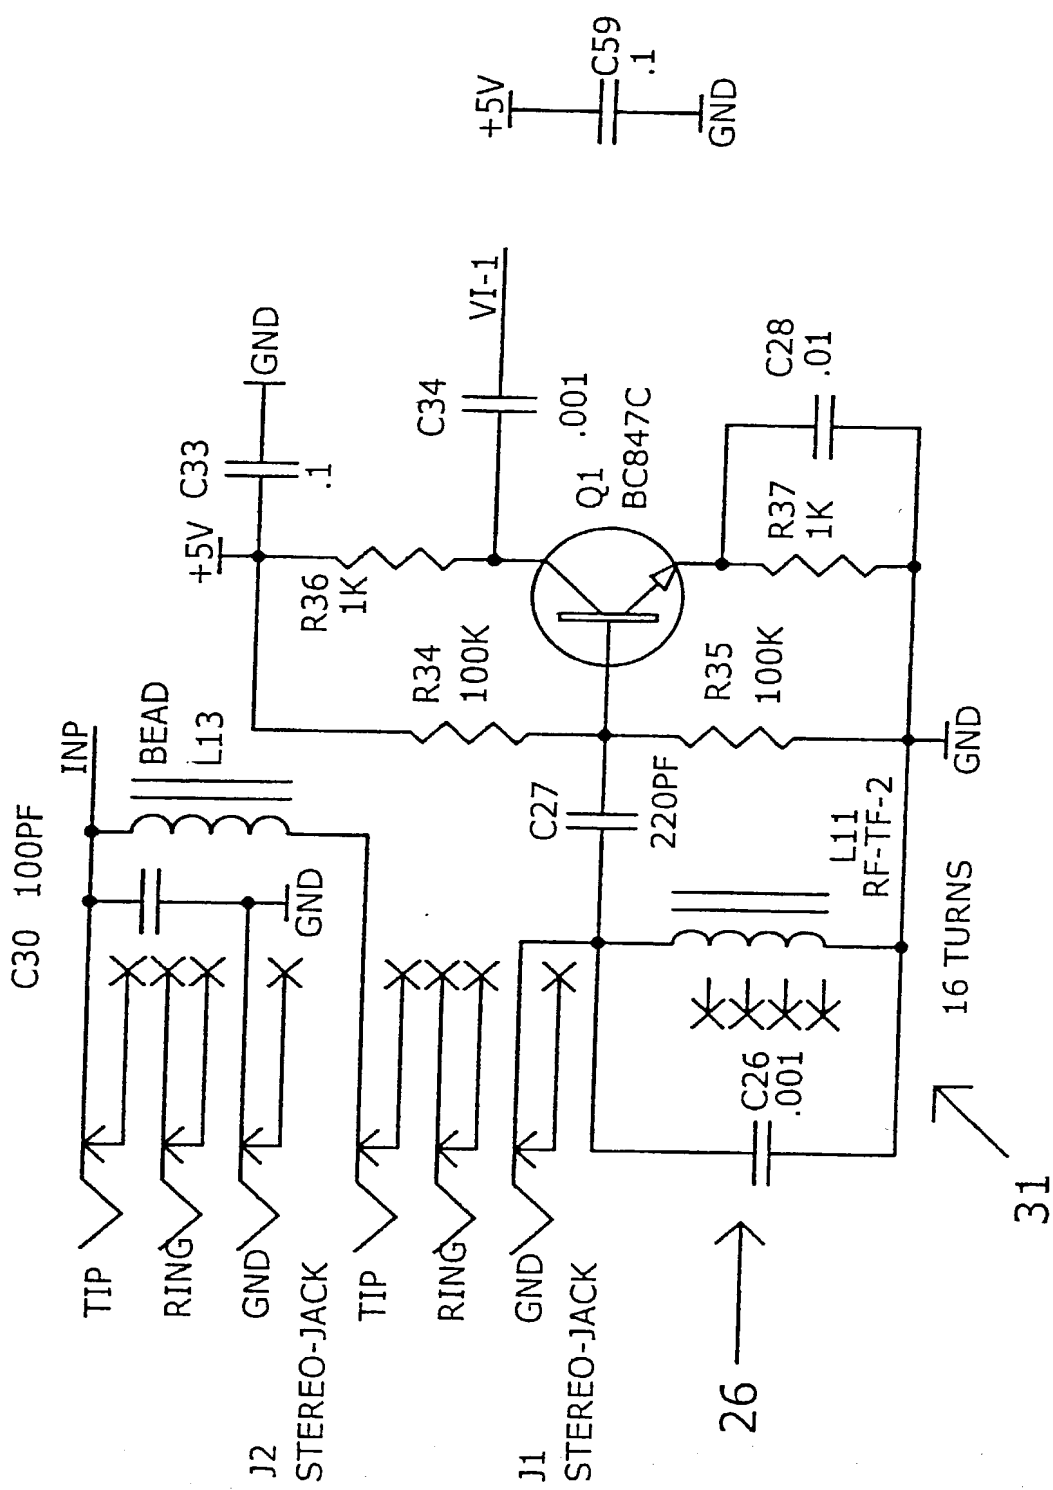 C30 100PF
INP
BEAD
L13
TIP
RING
GND
GND
J2
STEREO-JACK
TIP
RING
GND
J1
STEREO-JACK
+5V
C33
.1
GND
R36
1K
R34
100K
C34
.001
VI-1
Q1
BC847C
C27
220PF
R35
100K
R37
1K
C28
.01
L11
RF-TF-2
16 TURNS
C26
.001
GND
+5V
C59
.1
GND
26
31